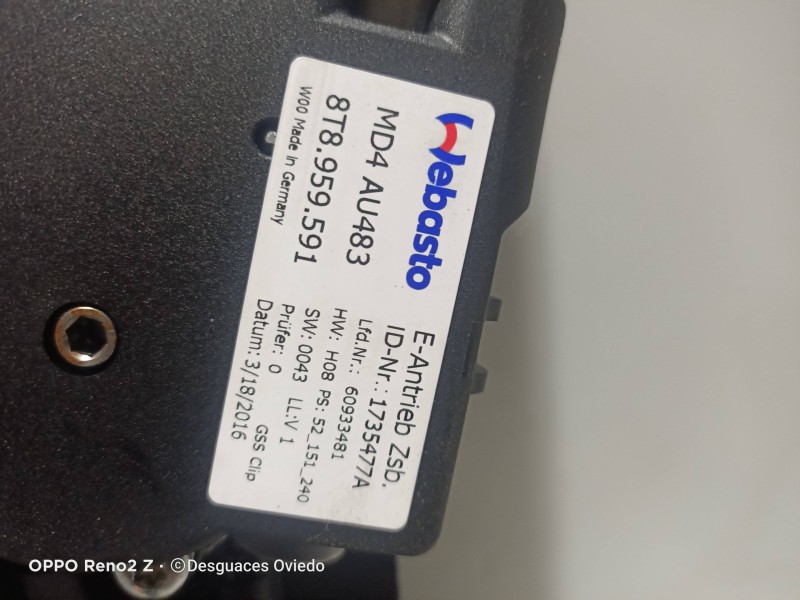 Webasto
MD4 AU483
8T8.959.591
W00 Made in Germany
E-Antrieb Zsb.
ID-Nr.:1735477A
Lfd.Nr.: 60933481
HW: H08 PS: 52_151_240
SW: 0043 LL:V 1
Prüfer: 0 GSS Clip
Datum: 3/18/2016
OPPO Reno2 Z · ©Desguaces Oviedo